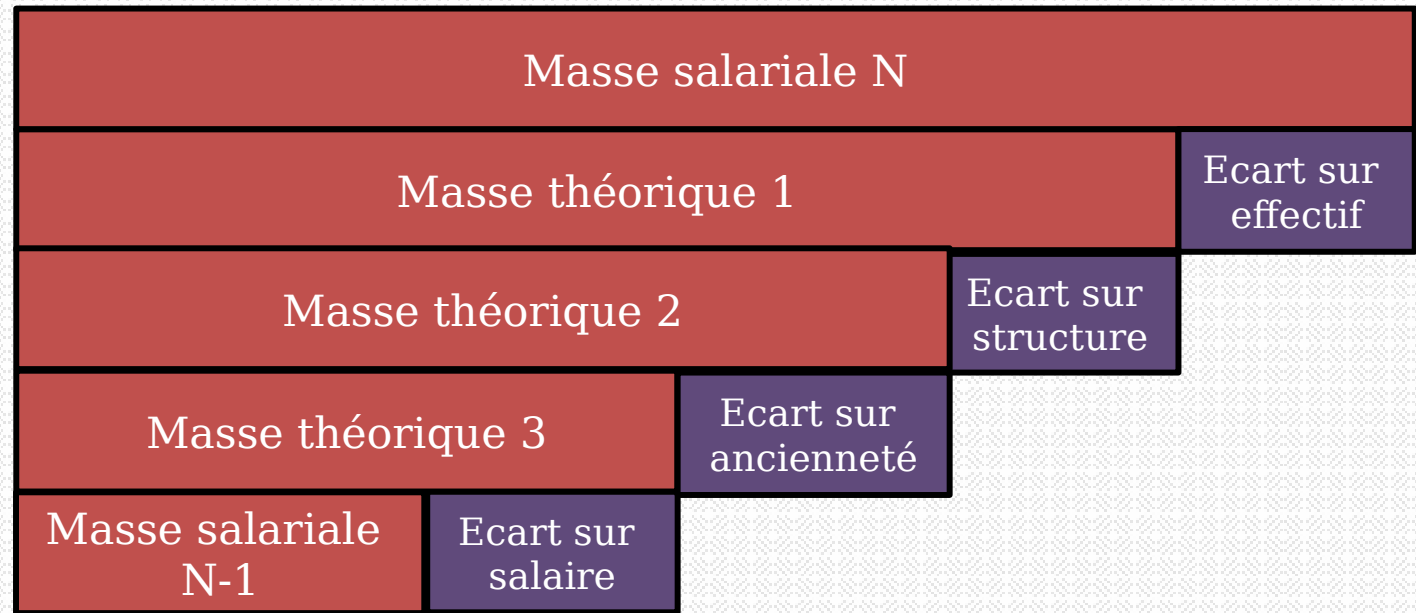 Masse salariale N
Masse théorique 1
Ecart sur
effectif
Masse théorique 2
Ecart sur
structure
Masse théorique 3
Ecart sur
ancienneté
Masse salariale
N-1
Ecart sur
salaire